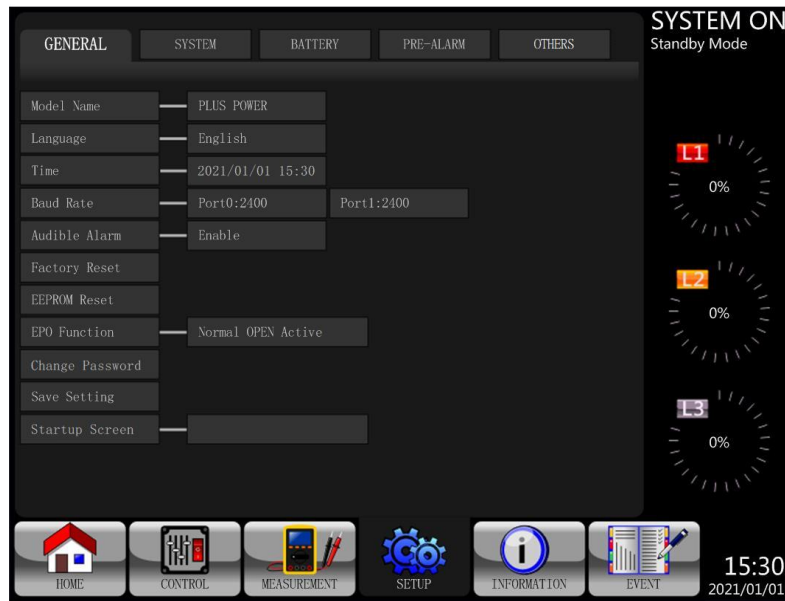 SYSTEM ON
Standby Mode
GENERAL SYSTEM BATTERY PRE-ALARM OTHERS
Model Name PLUS POWER
Language English
Time 2021/01/01 15:30
Baud Rate Port0:2400 Port1:2400
Audible Alarm Enable
Factory Reset
EEPROM Reset
EPO Function Normal OPEN Active
Change Password
Save Setting
Startup Screen
L1
0%
L2
0%
L3
0%
HOME CONTROL MEASUREMENT SETUP INFORMATION EVENT
15:30
2021/01/01